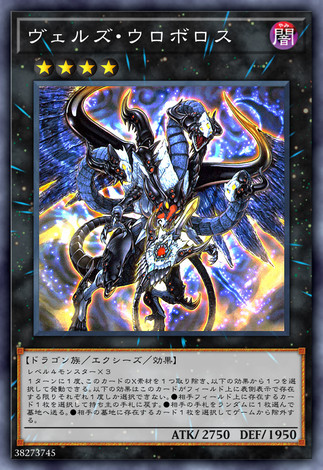 ヴェルズ・ウロボロス
やみ
闇
【ドラゴン族／エクシーズ／効果】
レベル４モンスター×３
１ターンに１度、このカードのX素材を１つ取り除き、以下の効果から１つを選
択して発動できる。以下の効果はこのカードがフィールド上に表側表示で存在
する限りそれぞれ１度しか選択できない。●相手フィールド上に存在するカー
ド１枚を選択して持ち主の手札に戻す。●相手の手札をランダムに１枚選んで
墓地へ送る。●相手の墓地に存在するカード１枚を選択してゲームから除外す
る。
ATK/ 2750 DEF/1950
38273745